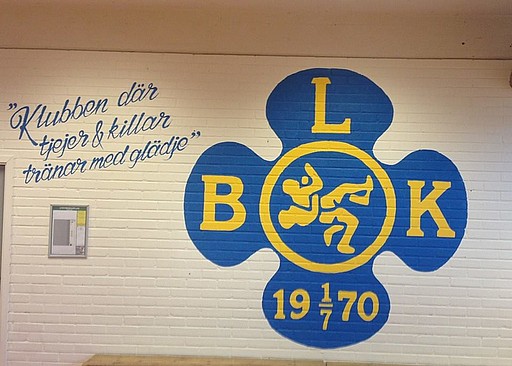 "Klubben där
tjejer & killar
tränar med glädje"
L
B K
19 1/7 70